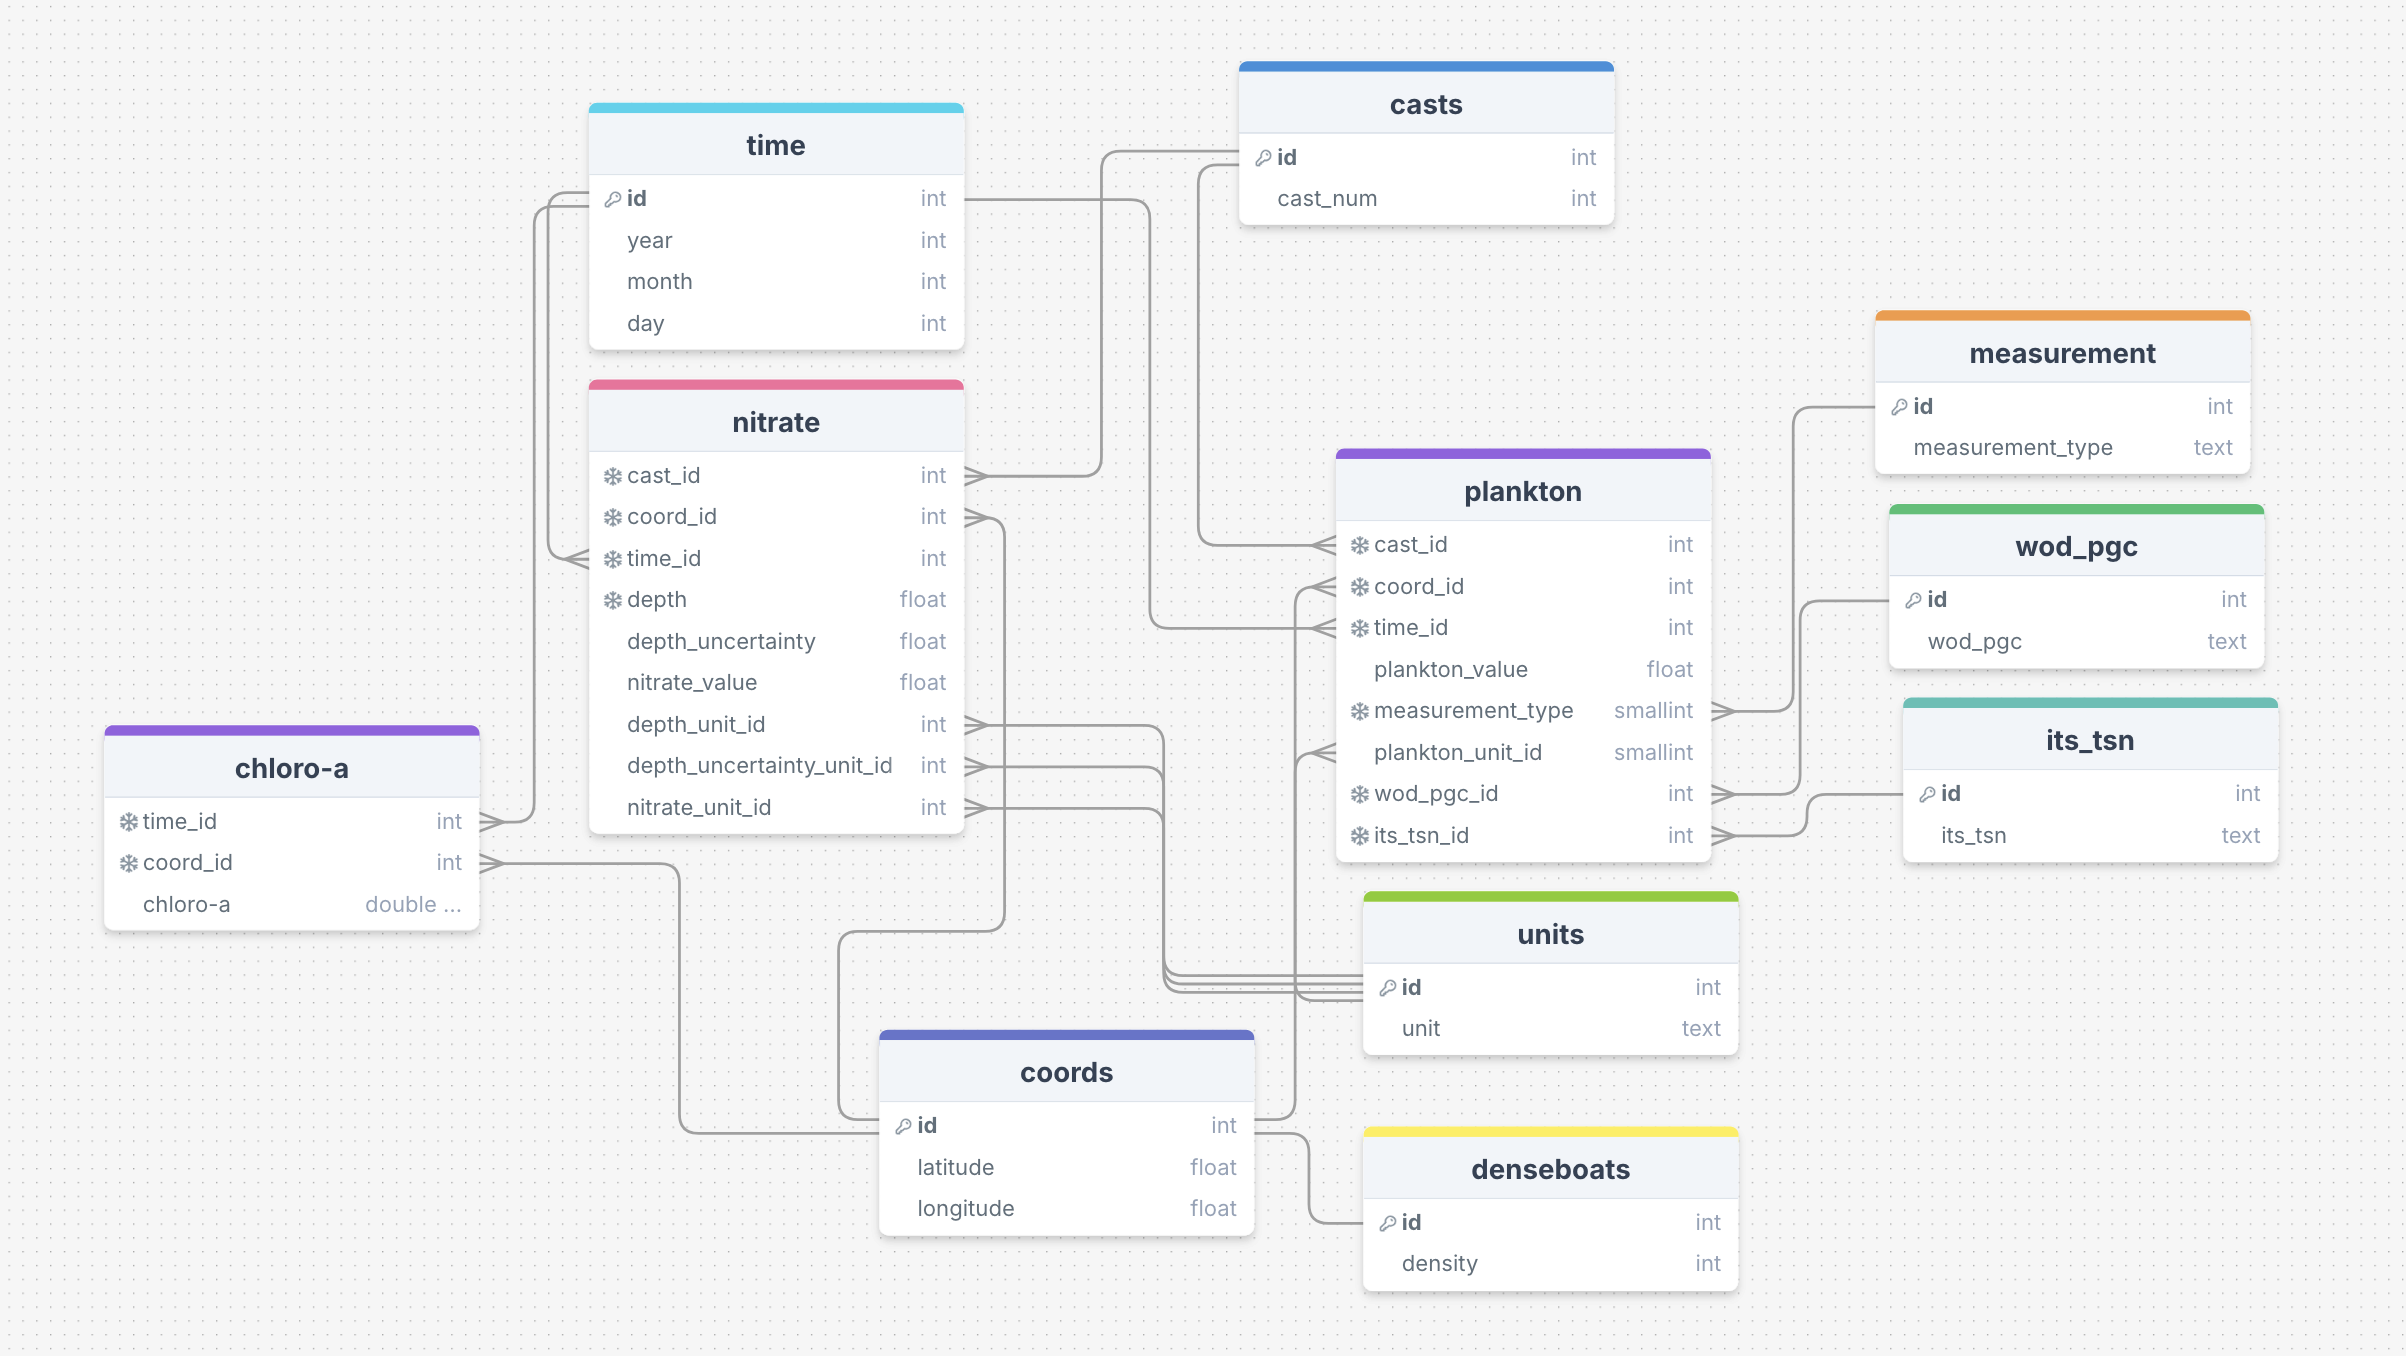 time
id int
year int
month int
day int
casts
id int
cast_num int
nitrate
cast_id int
coord_id int
time_id int
depth float
depth_uncertainty float
nitrate_value float
depth_unit_id int
depth_uncertainty_unit_id int
nitrate_unit_id int
chloro-a
time_id int
coord_id int
chloro-a double ...
plankton
cast_id int
coord_id int
time_id int
plankton_value float
measurement_type smallint
plankton_unit_id smallint
wod_pgc_id int
its_tsn_id int
measurement
id int
measurement_type text
wod_pgc
id int
wod_pgc text
its_tsn
id int
its_tsn text
units
id int
unit text
coords
id int
latitude float
longitude float
denseboats
id int
density int